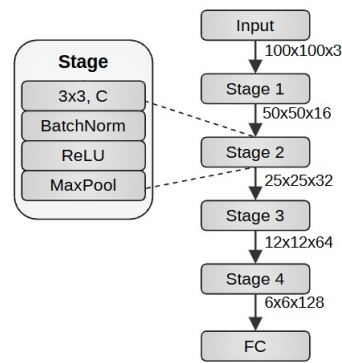 Input
100x100x3
Stage 1
50x50x16
Stage 2
25x25x32
Stage 3
12x12x64
Stage 4
6x6x128
FC
Stage
3x3, C
BatchNorm
ReLU
MaxPool